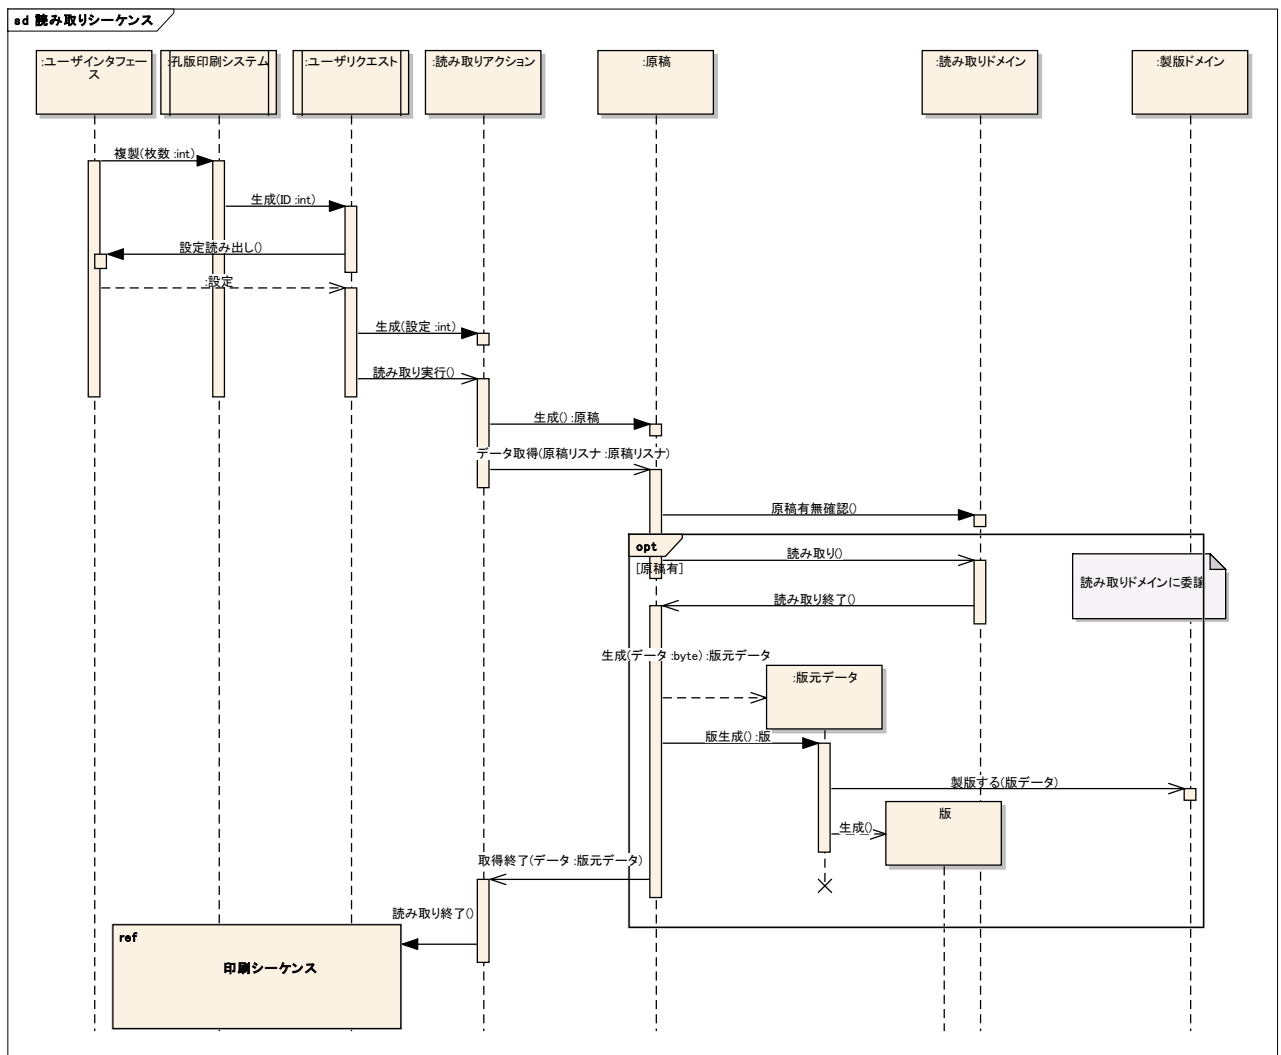 sd 読み取りシーケンス
:ユーザインタフェー
ス
:孔版印刷システム
:ユーザリクエスト
:読み取りアクション
:原稿
:読み取りドメイン
:製版ドメイン
複製(枚数 :int)
生成(ID :int)
設定読み出し()
:設定
生成(設定 :int)
読み取り実行()
生成() :原稿
データ取得(原稿リスナ :原稿リスナ)
原稿有無確認()
opt
読み取り()
[原稿有]
読み取りドメインに委譲
読み取り終了()
生成(データ :byte) :版元データ
:版元データ
版生成() :版
製版する(版データ)
版
生成()
取得終了(データ :版元データ)
読み取り終了()
ref
印刷シーケンス